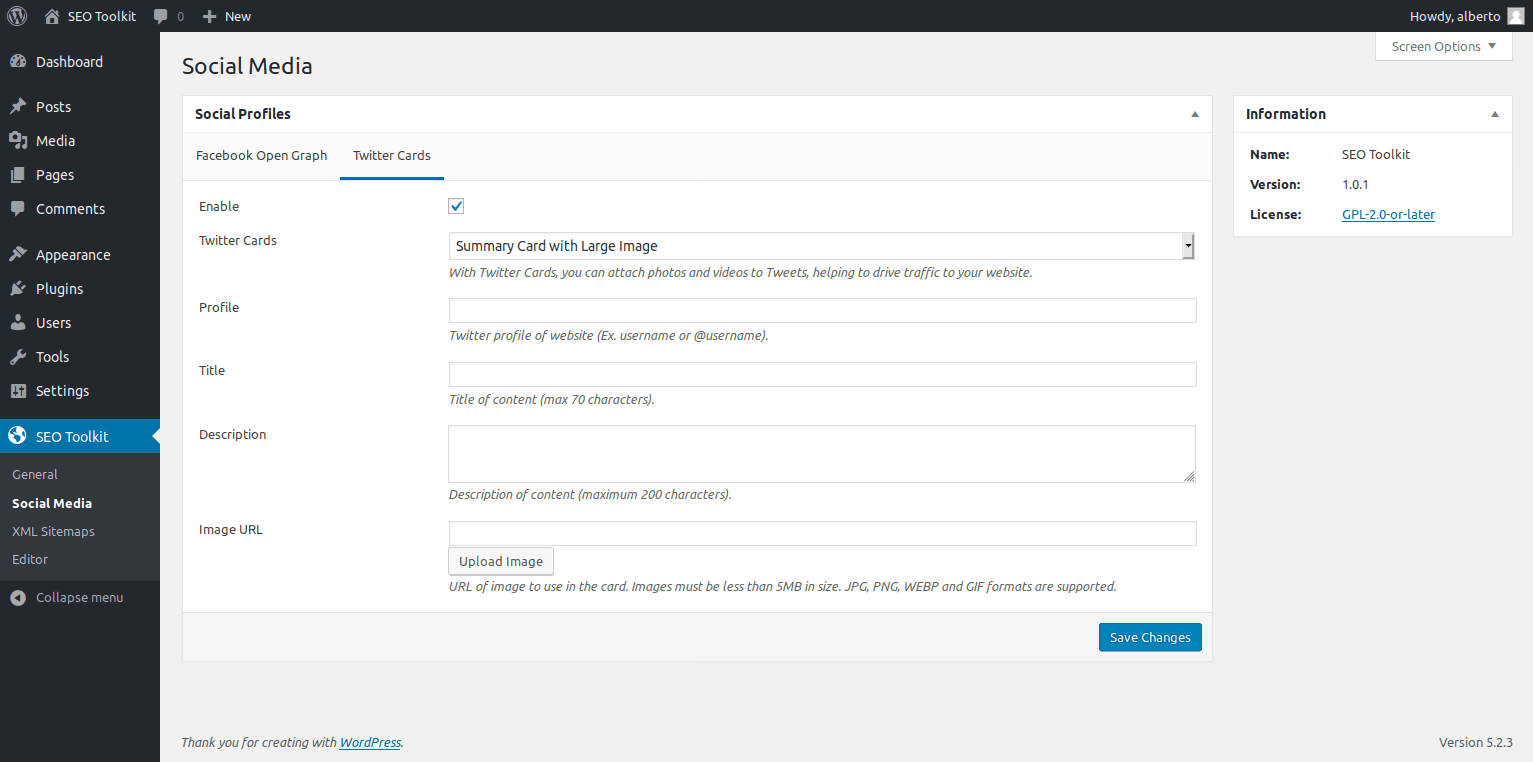 SEO Toolkit 0 New Howdy, alberto
Screen Options
Dashboard
Posts
Media
Pages
Comments
Appearance
Plugins
Users
Tools
Settings
SEO Toolkit
General
Social Media
XML Sitemaps
Editor
Collapse menu
Social Media
Social Profiles
Facebook Open Graph Twitter Cards
Enable
Twitter Cards Summary Card with Large Image
With Twitter Cards, you can attach photos and videos to Tweets, helping to drive traffic to your website.
Profile
Twitter profile of website (Ex. username or @username).
Title
Title of content (max 70 characters).
Description
Description of content (maximum 200 characters).
Image URL
Upload Image
URL of image to use in the card. Images must be less than 5MB in size. JPG, PNG, WEBP and GIF formats are supported.
Save Changes
Information
Name: SEO Toolkit
Version: 1.0.1
License: GPL-2.0-or-later
Thank you for creating with WordPress. Version 5.2.3